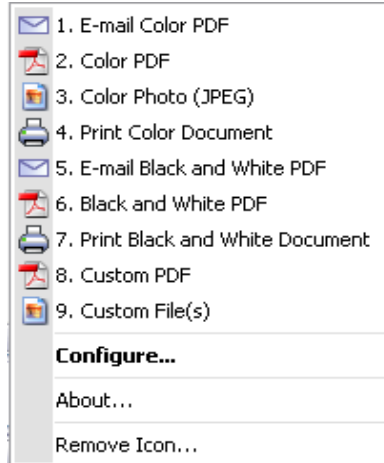 1. E-mail Color PDF
2. Color PDF
3. Color Photo (JPEG)
4. Print Color Document
5. E-mail Black and White PDF
6. Black and White PDF
7. Print Black and White Document
8. Custom PDF
9. Custom File(s)
Configure...
About...
Remove Icon...